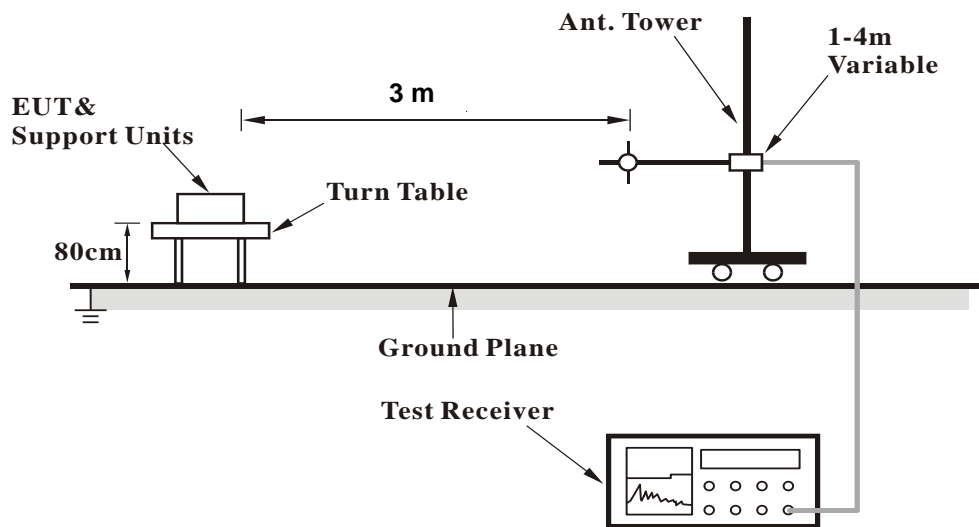 Ant. Tower
1-4m
Variable
3 m
EUT&
Support Units
Turn Table
80cm
Ground Plane
Test Receiver